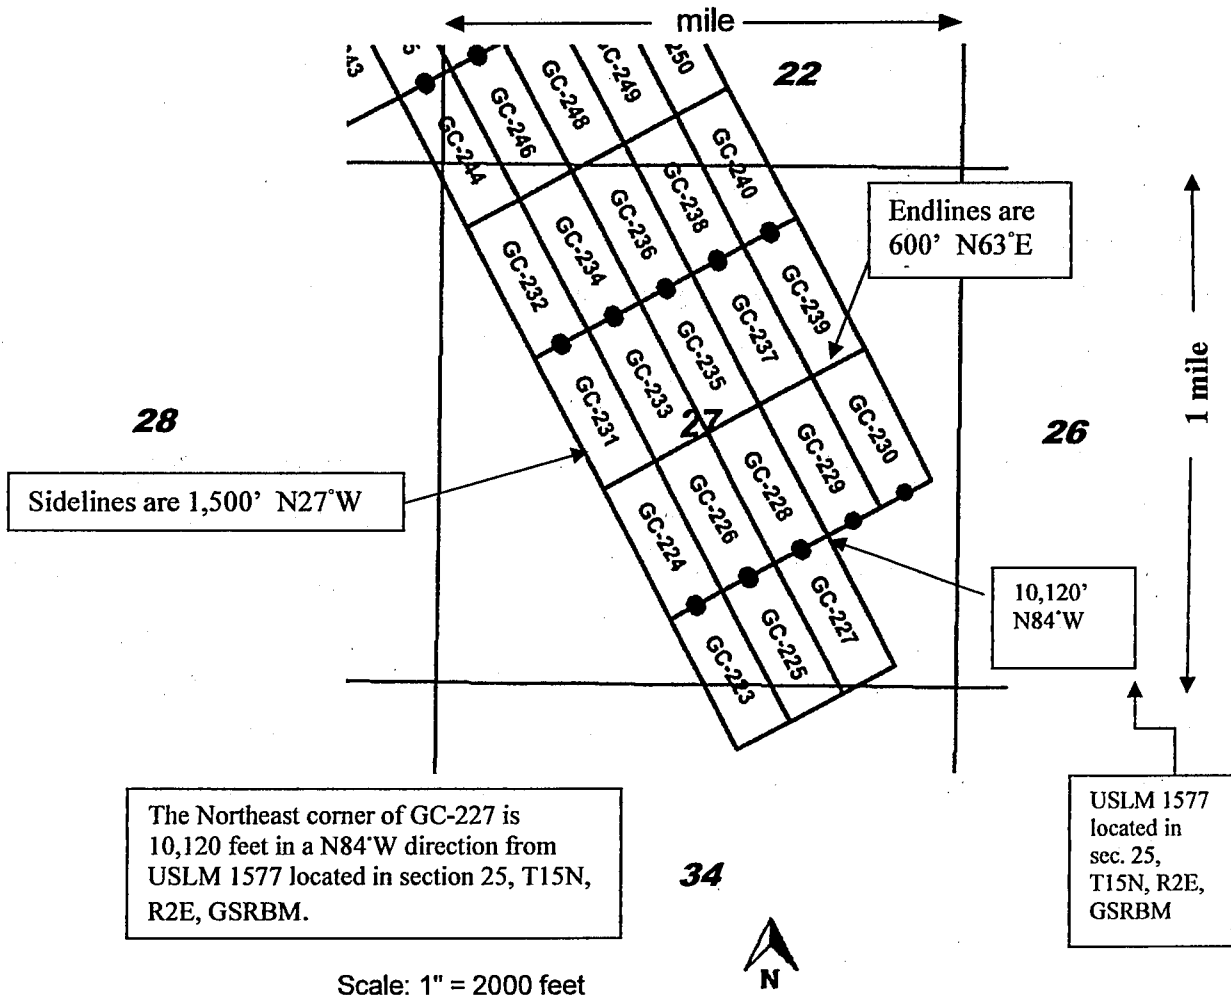 mile
22
GC-249
250
GC-248
GC-246
GC-244
GC-240
GC-238
GC-236
GC-234
GC-232
Endlines are
600' N63°E
GC-239
GC-237
GC-235
GC-233
GC-231
1 mile
28
27
26
GC-230
GC-229
GC-228
GC-226
GC-224
Sidelines are 1,500' N27°W
10,120'
N84°W
GC-227
GC-225
GC-223
The Northeast corner of GC-227 is
10,120 feet in a N84°W direction from
USLM 1577 located in section 25, T15N,
R2E, GSRBM.
USLM 1577
located in
sec. 25,
T15N, R2E,
GSRBM
34
N
Scale: 1" = 2000 feet